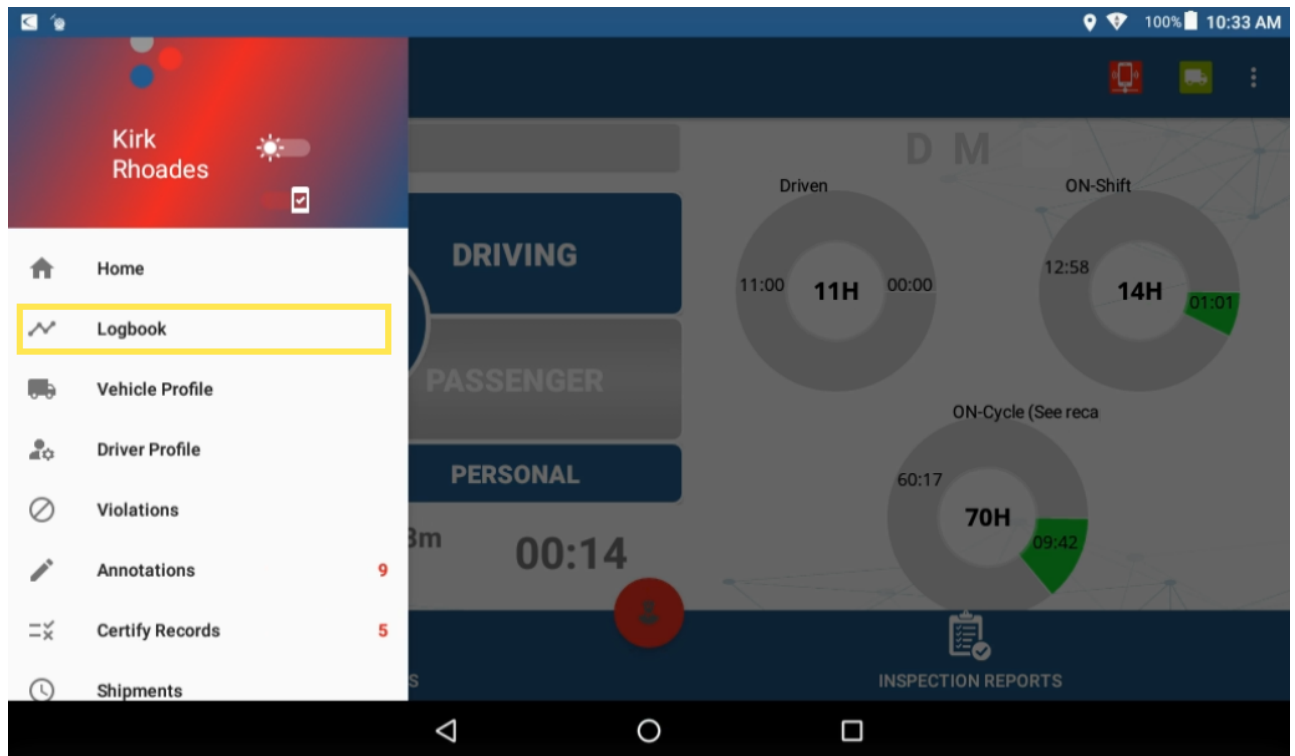 100% 10:33 AM
Kirk
Rhoades
Home
Logbook
Vehicle Profile
Driver Profile
Violations
Annotations 9
Certify Records 5
Shipments
DRIVING
PASSENGER
PERSONAL
3m
00:14
D M
Driven
11:00
11H
00:00
ON-Shift
12:58
14H
01:01
ON-Cycle (See reca
60:17
70H
09:42
S
INSPECTION REPORTS